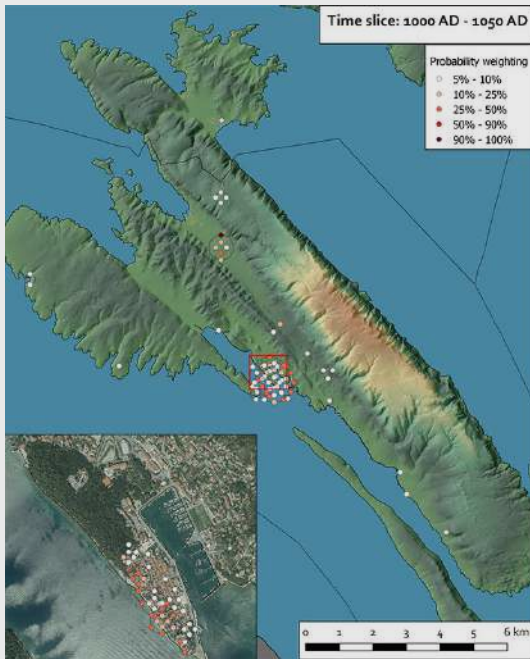 Time slice: 1000 AD - 1050 AD
Probability weighting
5% - 10%
10% - 25%
25% - 50%
50% - 90%
90% - 100%
0 1 2 3 4 5 6 km